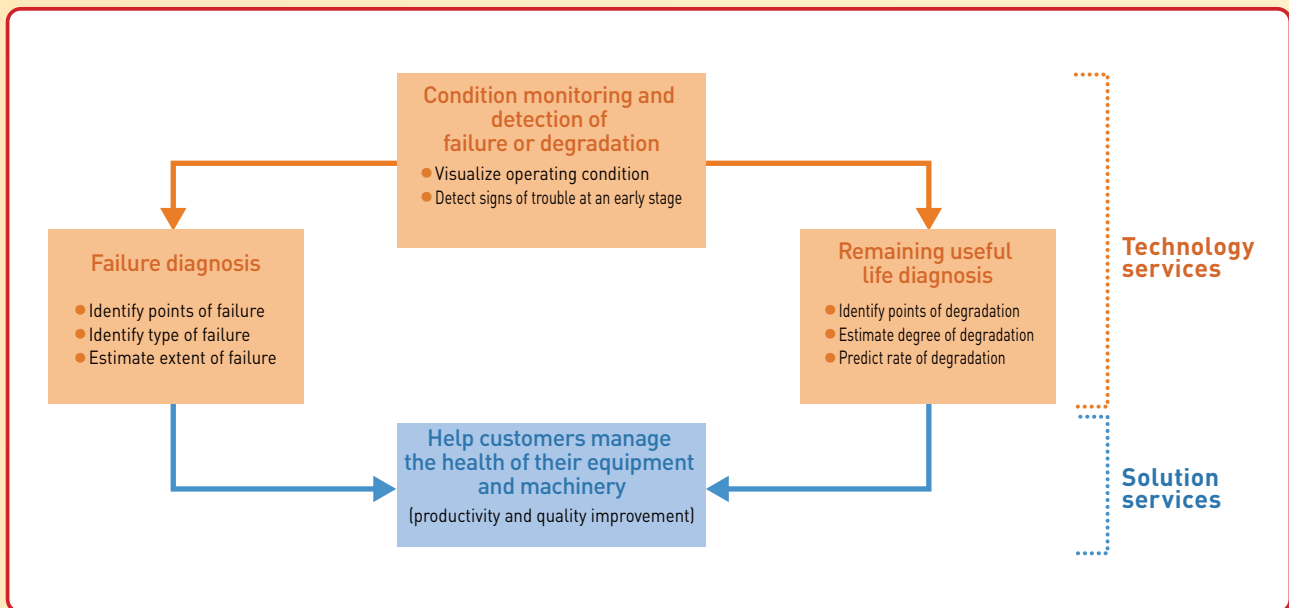 Condition monitoring and
detection of
failure or degradation
● Visualize operating condition
● Detect signs of trouble at an early stage
Failure diagnosis
● Identify points of failure
● Identify type of failure
● Estimate extent of failure
Remaining useful
life diagnosis
● Identify points of degradation
● Estimate degree of degradation
● Predict rate of degradation
Technology
services
Help customers manage
the health of their equipment
and machinery
(productivity and quality improvement)
Solution
services